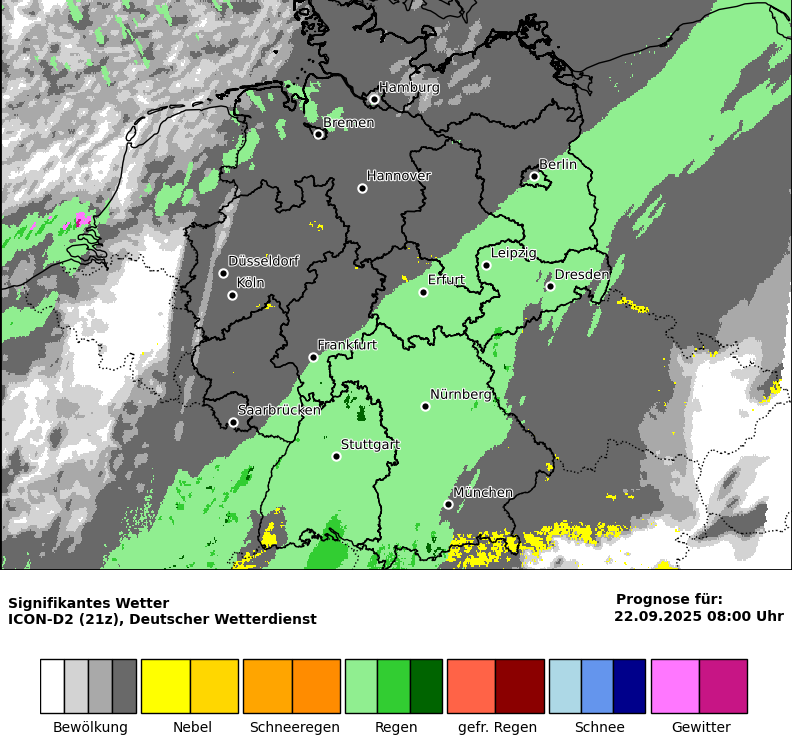 Hamburg
Bremen
Berlin
Hannover
Leipzig
Düsseldorf
Dresden
Köln
Erfurt
Frankfurt
Nürnberg
Saarbrücken
Stuttgart
München
Signifikantes Wetter
ICON-D2 (21z), Deutscher Wetterdienst
Prognose für:
22.09.2025 08:00 Uhr
Bewölkung
Nebel
Schneeregen
Regen
gefr. Regen
Schnee
Gewitter